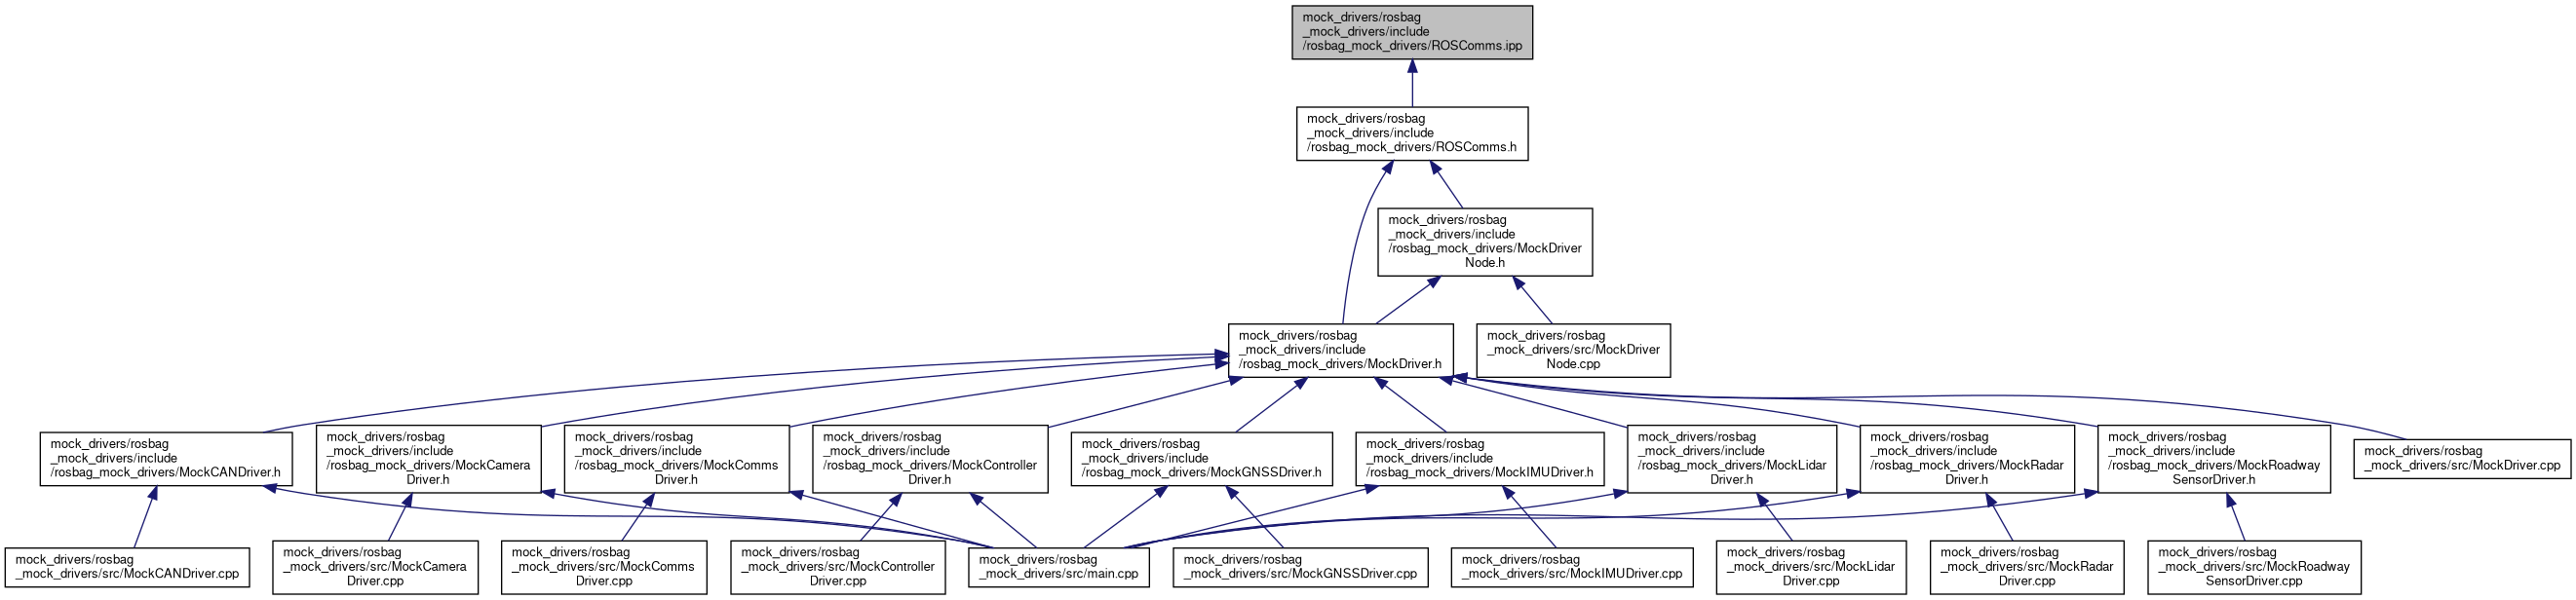 mock_drivers/rosbag
_mock_drivers/include
/rosbag_mock_drivers/ROSComms.ipp
mock_drivers/rosbag
_mock_drivers/include
/rosbag_mock_drivers/ROSComms.h
mock_drivers/rosbag
_mock_drivers/include
/rosbag_mock_drivers/MockDriver
Node.h
mock_drivers/rosbag
_mock_drivers/include
/rosbag_mock_drivers/MockDriver.h
mock_drivers/rosbag
_mock_drivers/src/MockDriver
Node.cpp
mock_drivers/rosbag
_mock_drivers/include
/rosbag_mock_drivers/MockCANDriver.h
mock_drivers/rosbag
_mock_drivers/include
/rosbag_mock_drivers/MockCamera
Driver.h
mock_drivers/rosbag
_mock_drivers/include
/rosbag_mock_drivers/MockComms
Driver.h
mock_drivers/rosbag
_mock_drivers/include
/rosbag_mock_drivers/MockController
Driver.h
mock_drivers/rosbag
_mock_drivers/include
/rosbag_mock_drivers/MockGNSSDriver.h
mock_drivers/rosbag
_mock_drivers/include
/rosbag_mock_drivers/MockIMUDriver.h
mock_drivers/rosbag
_mock_drivers/include
/rosbag_mock_drivers/MockLidar
Driver.h
mock_drivers/rosbag
_mock_drivers/include
/rosbag_mock_drivers/MockRadar
Driver.h
mock_drivers/rosbag
_mock_drivers/include
/rosbag_mock_drivers/MockRoadway
SensorDriver.h
mock_drivers/rosbag
_mock_drivers/src/MockDriver.cpp
mock_drivers/rosbag
_mock_drivers/src/MockCANDriver.cpp
mock_drivers/rosbag
_mock_drivers/src/MockCamera
Driver.cpp
mock_drivers/rosbag
_mock_drivers/src/MockComms
Driver.cpp
mock_drivers/rosbag
_mock_drivers/src/MockController
Driver.cpp
mock_drivers/rosbag
_mock_drivers/src/main.cpp
mock_drivers/rosbag
_mock_drivers/src/MockGNSSDriver.cpp
mock_drivers/rosbag
_mock_drivers/src/MockIMUDriver.cpp
mock_drivers/rosbag
_mock_drivers/src/MockLidar
Driver.cpp
mock_drivers/rosbag
_mock_drivers/src/MockRadar
Driver.cpp
mock_drivers/rosbag
_mock_drivers/src/MockRoadway
SensorDriver.cpp